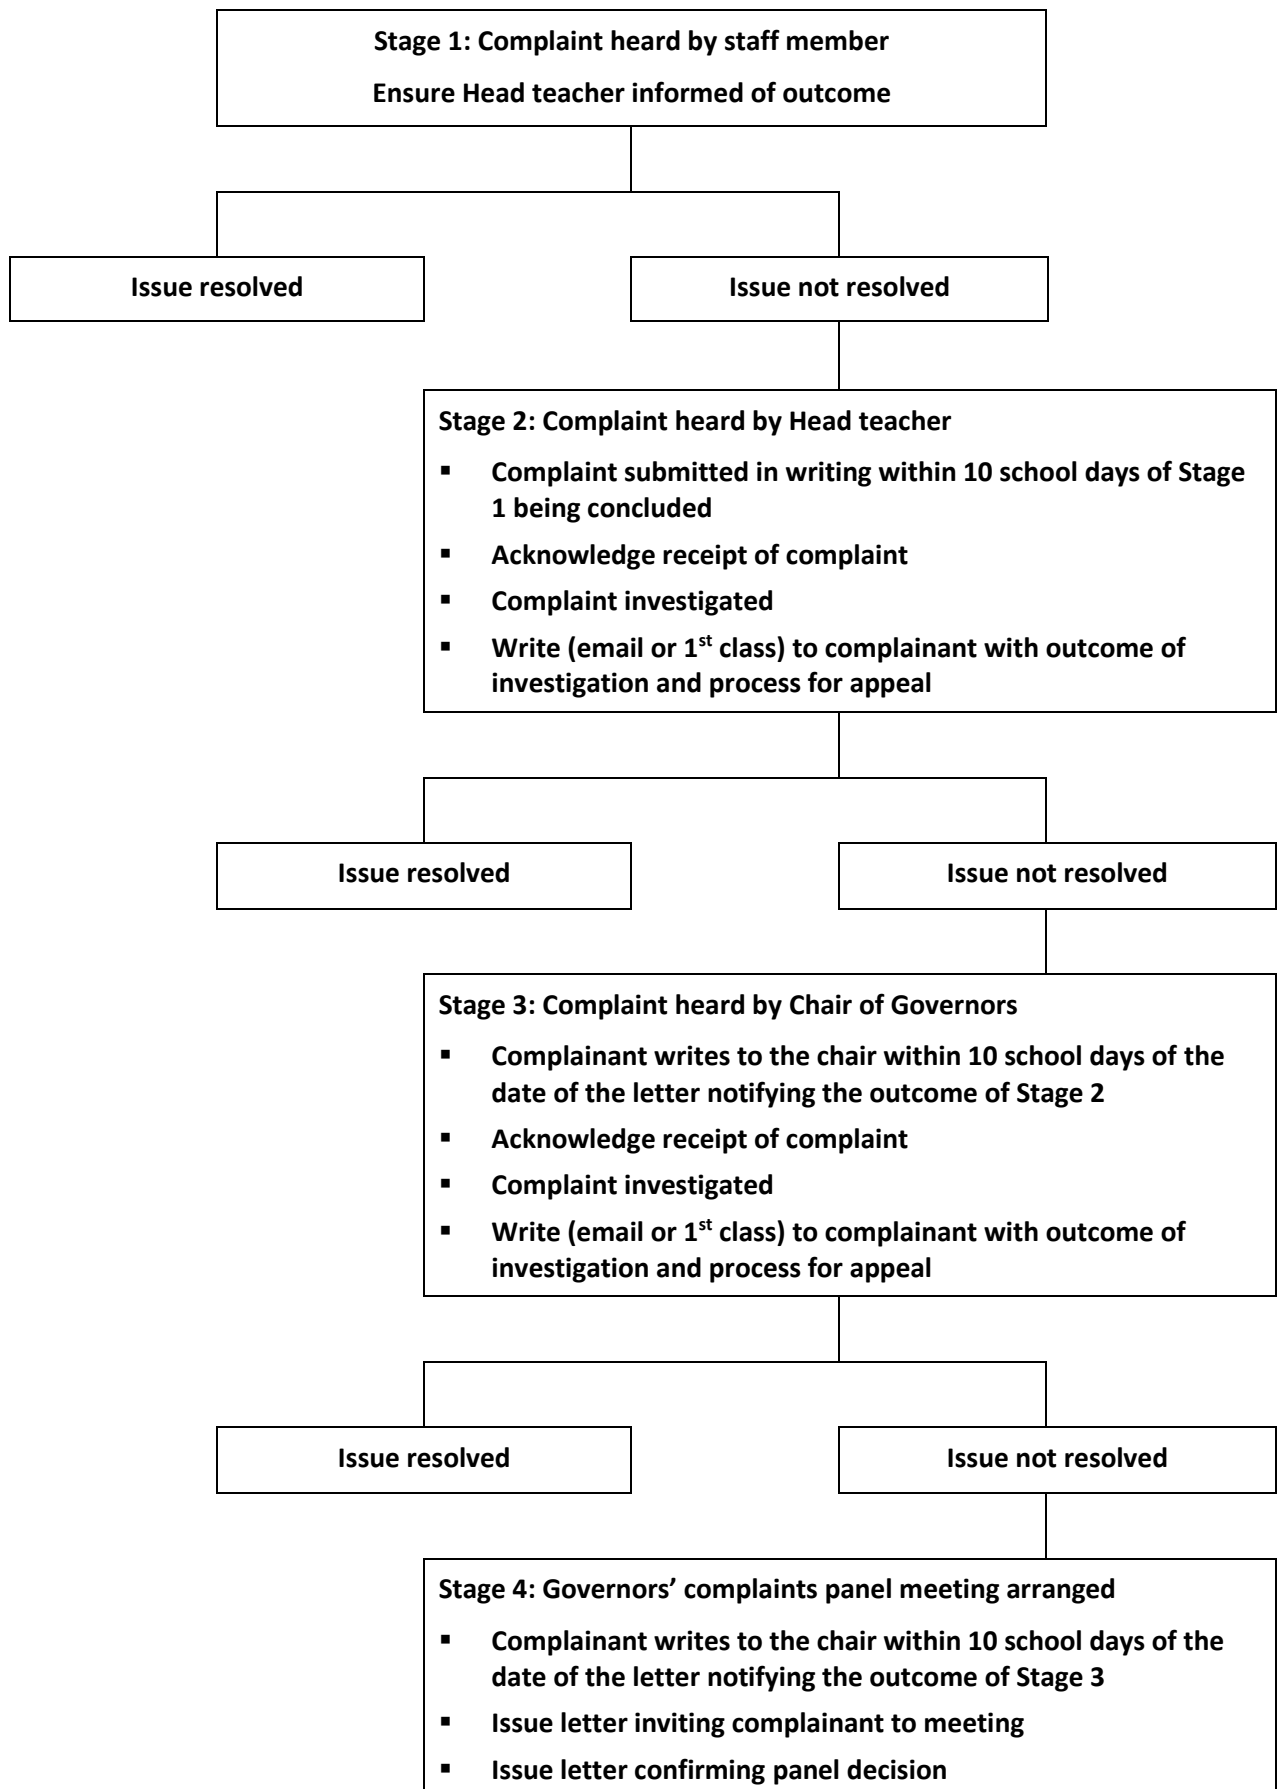 Stage 1: Complaint heard by staff member
Ensure Head teacher informed of outcome
Issue resolved
Issue not resolved
Stage 2: Complaint heard by Head teacher
▪ Complaint submitted in writing within 10 school days of Stage
1 being concluded
▪ Acknowledge receipt of complaint
▪ Complaint investigated
▪ Write (email or 1st class) to complainant with outcome of
investigation and process for appeal
Issue resolved
Issue not resolved
Stage 3: Complaint heard by Chair of Governors
▪ Complainant writes to the chair within 10 school days of the
date of the letter notifying the outcome of Stage 2
▪ Acknowledge receipt of complaint
▪ Complaint investigated
▪ Write (email or 1st class) to complainant with outcome of
investigation and process for appeal
Issue resolved
Issue not resolved
Stage 4: Governors’ complaints panel meeting arranged
▪ Complainant writes to the chair within 10 school days of the
date of the letter notifying the outcome of Stage 3
▪ Issue letter inviting complainant to meeting
▪ Issue letter confirming panel decision